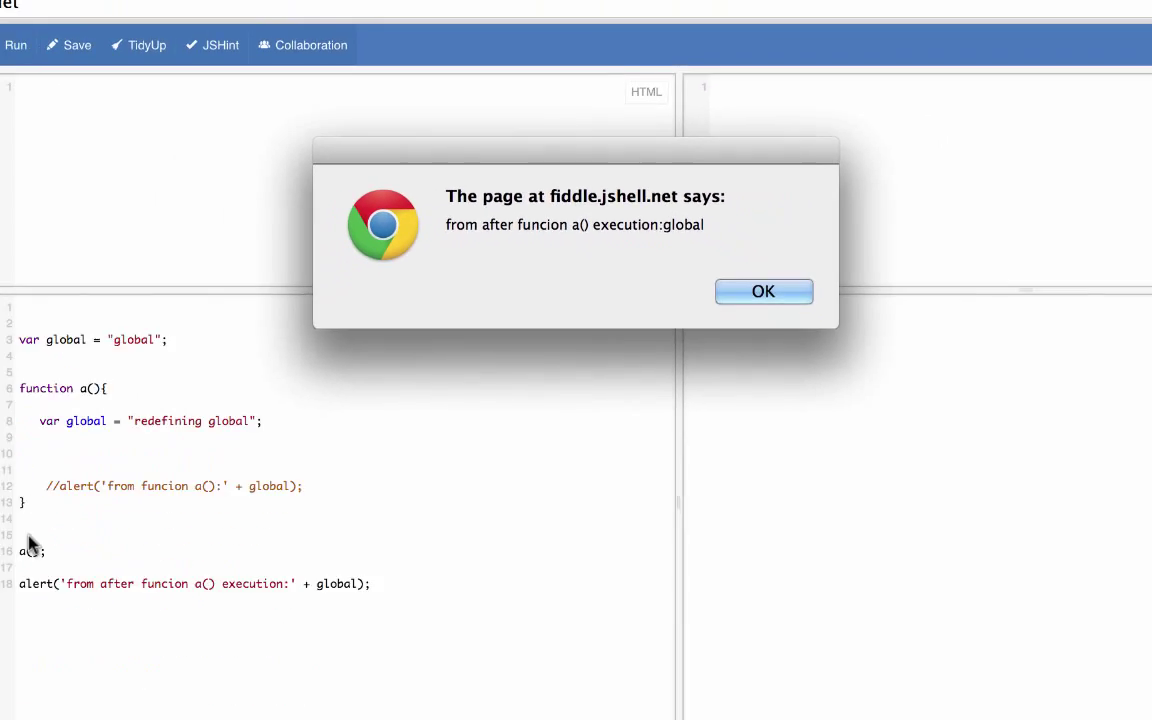 et
Run Save TidyUp JSHint Collaboration
1
HTML
1
The page at fiddle.jshell.net says:
from after funcion a() execution:global
OK
1
2
3 var global = "global";
4
5
6 function a(){
7
8 var global = "redefining global";
9
10
11
12 //alert('from funcion a():' + global);
13 }
14
15
16 a();
17
18 alert('from after funcion a() execution:' + global);